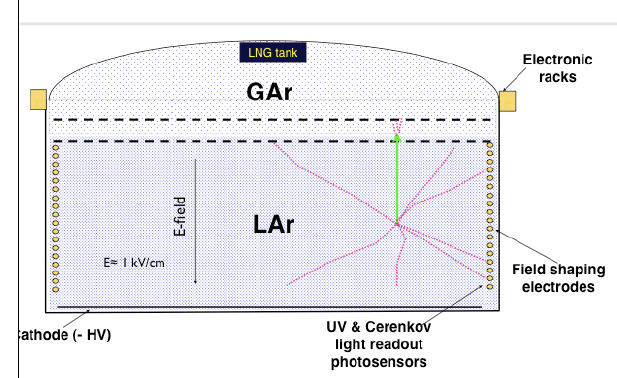 LNG tank
Electronic
racks
GAr
E-field
LAr
E≈ 1 kV/cm
Field shaping
electrodes
UV & Cerenkov
light readout
photosensors
athode (- HV)